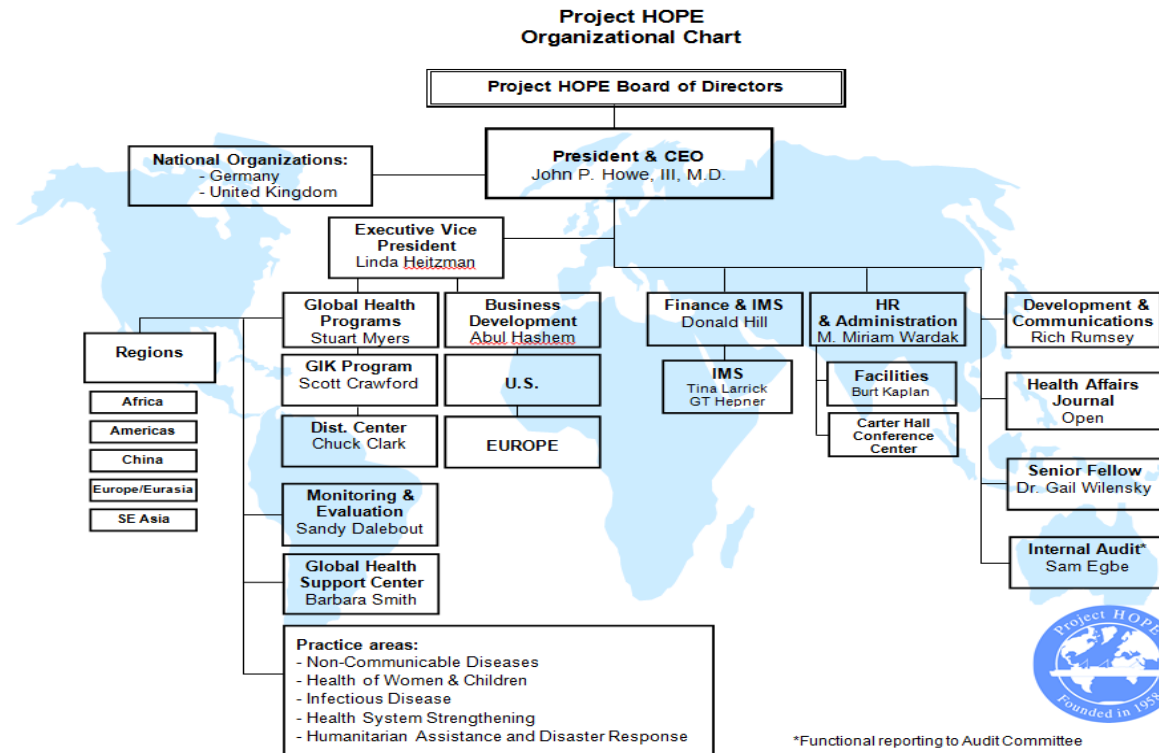 Project HOPE
Organizational Chart
Project HOPE Board of Directors
National Organizations:
- Germany
- United Kingdom
President & CEO
John P. Howe, III, M.D.
Executive Vice
President
Linda Heitzman
Global Health
Programs
Stuart Myers
Business
Development
Abul Hashem
Finance & IMS
Donald Hill
HR
& Administration
M. Miriam Wardak
Development &
Communications
Rich Rumsey
Regions
Africa
Americas
China
Europe/Eurasia
SE Asia
GIK Program
Scott Crawford
Dist. Center
Chuck Clark
U.S.
EUROPE
IMS
Tina Larrick
GT Hepner
Facilities
Burt Kaplan
Carter Hall
Conference
Center
Health Affairs
Journal
Open
Senior Fellow
Dr. Gail Wilensky
Internal Audit*
Sam Egbe
Monitoring &
Evaluation
Sandy Dalebout
Global Health
Support Center
Barbara Smith
Practice areas:
- Non-Communicable Diseases
- Health of Women & Children
- Infectious Disease
- Health System Strengthening
- Humanitarian Assistance and Disaster Response
Project HOPE
Founded in 1958
*Functional reporting to Audit Committee